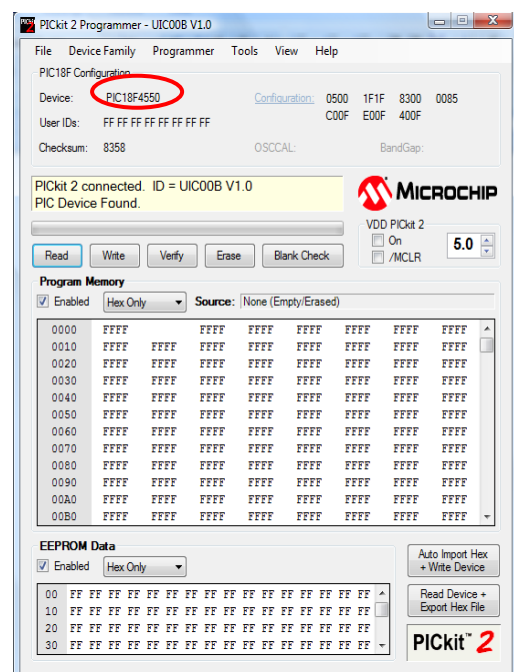 PICkit 2 Programmer - UIC00B V1.0
File Device Family Programmer Tools View Help
PIC18F Configuration
Device: PIC18F4550 Configuration: 0500 1F1F 8300 0085
User IDs: FF FF FF FF FF FF FF FF C00F E00F 400F
Checksum: 8358 OSCCAL: BandGap:
PICkit 2 connected. ID = UIC00B V1.0
PIC Device Found.
MICROCHIP
VDD PICkit 2
On
/MCLR
5.0
Read Write Verify Erase Blank Check
Program Memory
Enabled Hex Only Source: None (Empty/Erased)
0000 FFFF FFFF FFFF FFFF FFFF FFFF FFFF
0010 FFFF FFFF FFFF FFFF FFFF FFFF FFFF FFFF
0020 FFFF FFFF FFFF FFFF FFFF FFFF FFFF FFFF
0030 FFFF FFFF FFFF FFFF FFFF FFFF FFFF FFFF
0040 FFFF FFFF FFFF FFFF FFFF FFFF FFFF FFFF
0050 FFFF FFFF FFFF FFFF FFFF FFFF FFFF FFFF
0060 FFFF FFFF FFFF FFFF FFFF FFFF FFFF FFFF
0070 FFFF FFFF FFFF FFFF FFFF FFFF FFFF FFFF
0080 FFFF FFFF FFFF FFFF FFFF FFFF FFFF FFFF
0090 FFFF FFFF FFFF FFFF FFFF FFFF FFFF FFFF
00A0 FFFF FFFF FFFF FFFF FFFF FFFF FFFF FFFF
00B0 FFFF FFFF FFFF FFFF FFFF FFFF FFFF FFFF
EEPROM Data
Enabled Hex Only
00 FF FF FF FF FF FF FF FF FF FF FF FF FF FF FF FF
10 FF FF FF FF FF FF FF FF FF FF FF FF FF FF FF FF
20 FF FF FF FF FF FF FF FF FF FF FF FF FF FF FF FF
30 FF FF FF FF FF FF FF FF FF FF FF FF FF FF FF FF
Auto Import Hex
+ Write Device
Read Device +
Export Hex File
PICkit™ 2